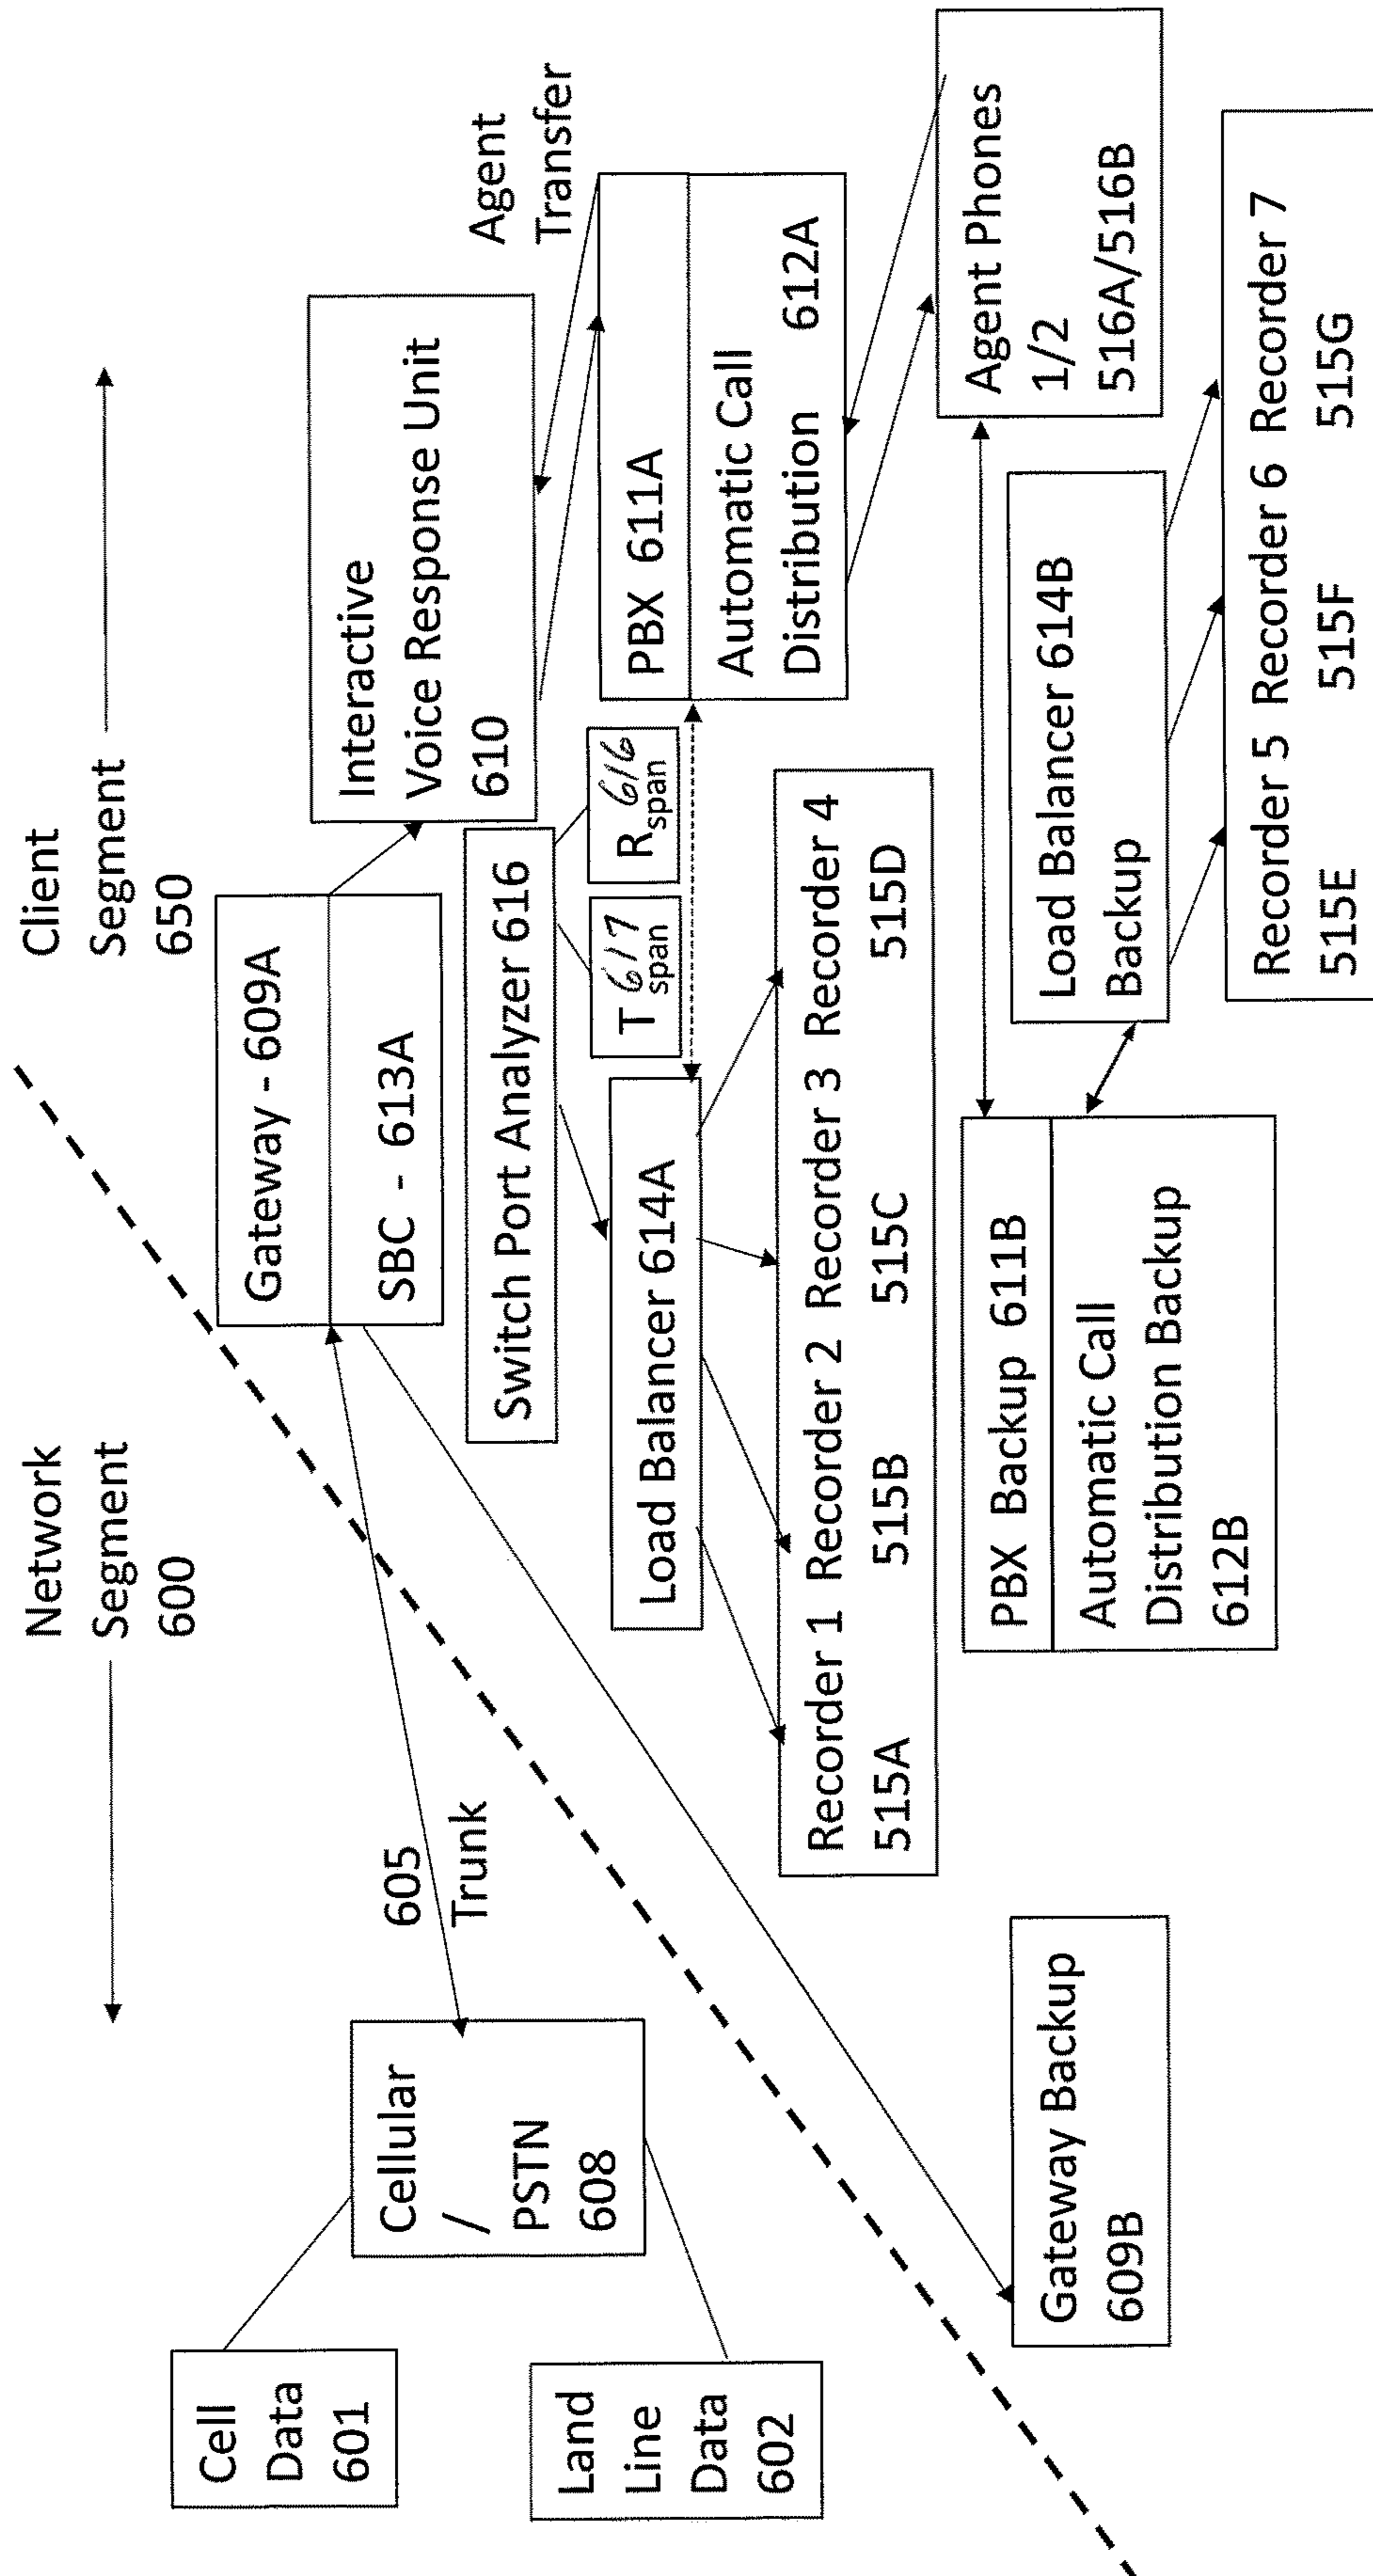 Network
Segment
600
Client
Segment
650
Cell
Data
601
Cellular
/
PSTN
608
605
Trunk
Land
Line
Data
602
Gateway - 609A
SBC - 613A
Interactive
Voice Response Unit
610
Agent
Transfer
Switch Port Analyzer 616
T 617
span
R 616
span
PBX 611A
Automatic Call
Distribution 612A
Load Balancer 614A
Recorder 1 Recorder 2 Recorder 3 Recorder 4
515A 515B 515C 515D
Agent Phones
1/2
516A/516B
PBX Backup 611B
Automatic Call
Distribution Backup
612B
Load Balancer 614B
Backup
Gateway Backup
609B
Recorder 5 Recorder 6 Recorder 7
515E 515F 515G